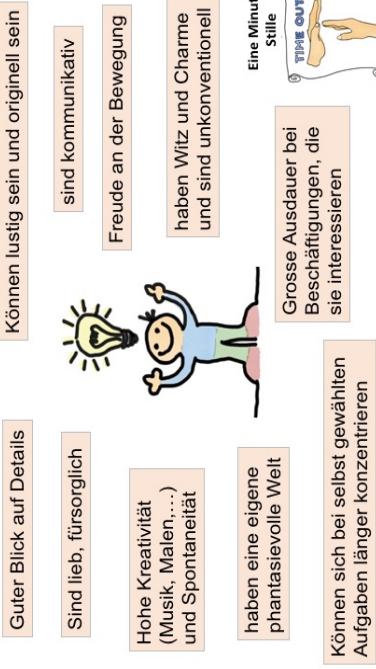 Guter Blick auf Details
Sind lieb, fürsorglich
Hohe Kreativität
(Musik, Malen,...)
und Spontaneität
haben eine eigene
phantasievolle Welt
Können sich bei selbst gewählten
Aufgaben länger konzentrieren
Können lustig sein und originell sein
sind kommunikativ
Freude an der Bewegung
haben Witz und Charme
und sind unkonventionell
Grosse Ausdauer bei
Beschäftigungen, die
sie interessieren
Eine Minut
Stille
TIME OUT